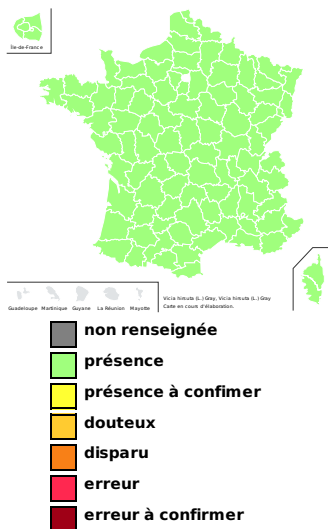 Île-de-France
Guadeloupe Martinique Guyane La Réunion Mayotte
Vicia hirsuta (L.) Gray, Vicia hirsuta (L.) Gray
Carte en cours d'élaboration.
non renseignée
présence
présence à confimer
douteux
disparu
erreur
erreur à confirmer